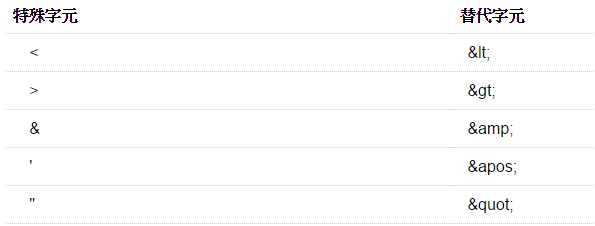 特殊字元 替代字元
< &lt;
> &gt;
& &amp;
' &apos;
" &quot;